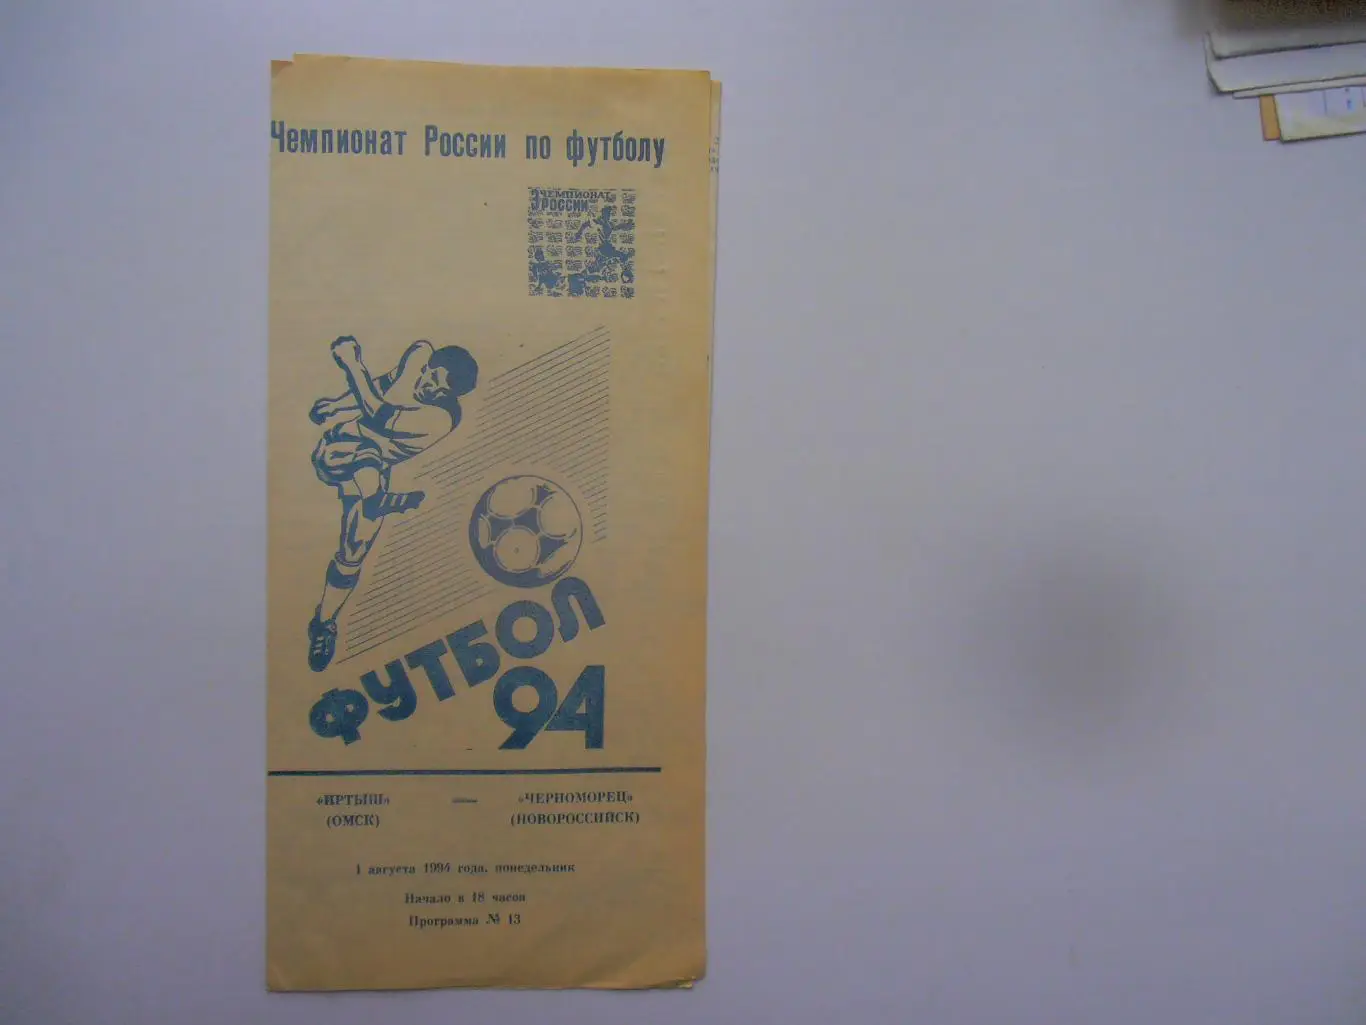 Чемпионат России по футболу
3 ЧЕМПИОНАТ
РОССИИ
ФУТБОЛ
94
«ИРТЫШ» — «ЧЕРНОМОРЕЦ»
(ОМСК) (НОВОРОССИЙСК)
1 августа 1994 года, понедельник
Начало в 18 часов
Программа № 13